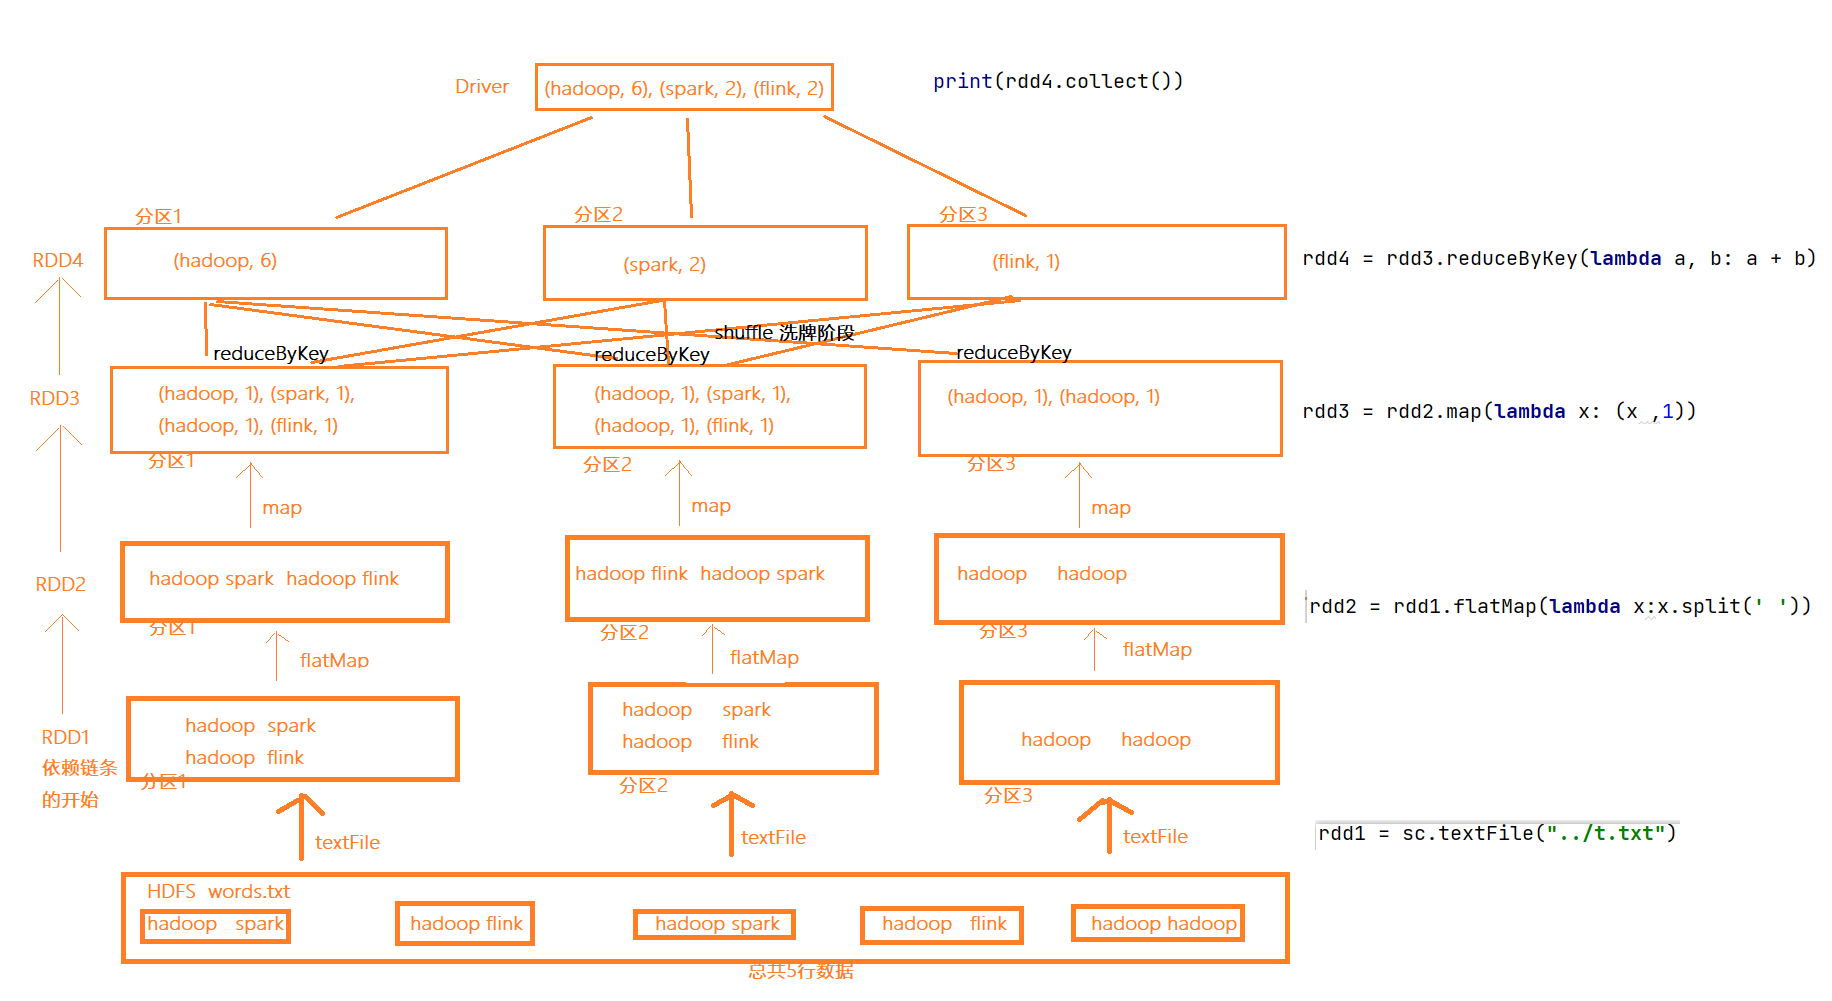 Driver
(hadoop, 6), (spark, 2), (flink, 2)
print(rdd4.collect())
分区1
分区2
分区3
RDD4
(hadoop, 6)
(spark, 2)
(flink, 1)
rdd4 = rdd3.reduceByKey(lambda a, b: a + b)
shuffle 洗牌阶段
reduceByKey
reduceByKey
reduceByKey
RDD3
(hadoop, 1), (spark, 1),
(hadoop, 1), (flink, 1)
(hadoop, 1), (spark, 1),
(hadoop, 1), (flink, 1)
(hadoop, 1), (hadoop, 1)
rdd3 = rdd2.map(lambda x: (x ,1))
分区1
分区2
分区3
map
map
map
RDD2
hadoop spark hadoop flink
hadoop flink hadoop spark
hadoop hadoop
rdd2 = rdd1.flatMap(lambda x:x.split(' '))
分区1
分区2
分区3
flatMap
flatMap
flatMap
RDD1
依赖链条
的开始
hadoop spark
hadoop flink
hadoop spark
hadoop flink
hadoop hadoop
分区1
分区2
分区3
textFile
textFile
textFile
rdd1 = sc.textFile("../t.txt")
HDFS words.txt
hadoop spark
hadoop flink
hadoop spark
hadoop flink
hadoop hadoop
总共5行数据